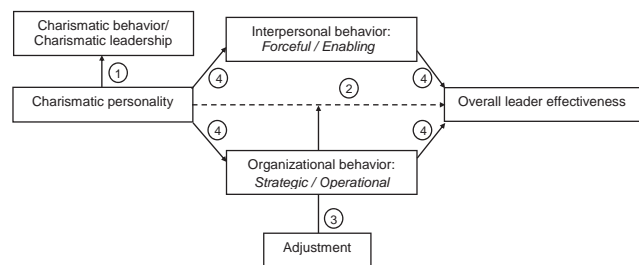 Charismatic behavior/
Charismatic leadership
Interpersonal behavior:
Forceful / Enabling
1
4
4
2
Charismatic personality
Overall leader effectiveness
4
4
Organizational behavior:
Strategic / Operational
3
Adjustment